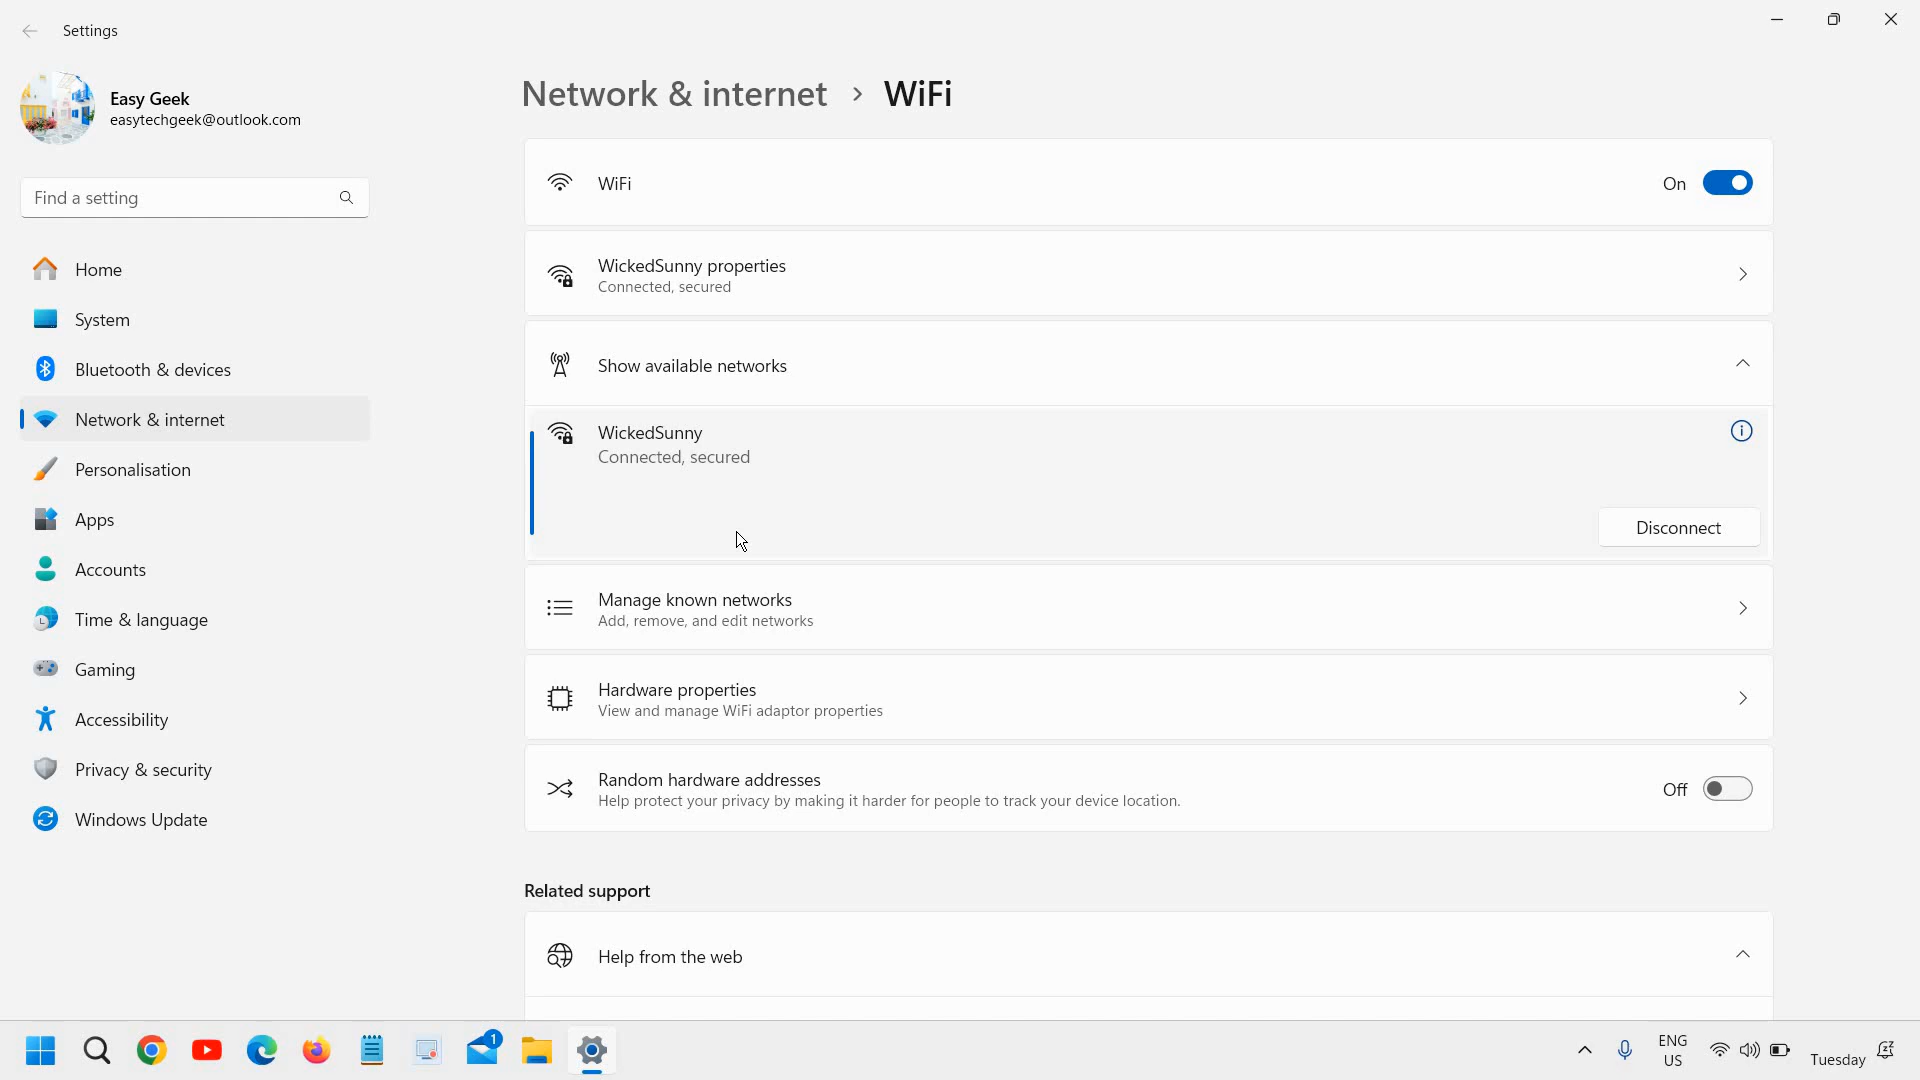 Settings
Easy Geek
easytechgeek@outlook.com
Find a setting
Home
System
Bluetooth & devices
Network & internet
Personalisation
Apps
Accounts
Time & language
Gaming
Accessibility
Privacy & security
Windows Update
Network & internet > WiFi
WiFi
On
WickedSunny properties
Connected, secured
Show available networks
WickedSunny
Connected, secured
Disconnect
Manage known networks
Add, remove, and edit networks
Hardware properties
View and manage WiFi adaptor properties
Random hardware addresses
Help protect your privacy by making it harder for people to track your device location.
Off
Related support
Help from the web
1
ENG
US
Tuesday